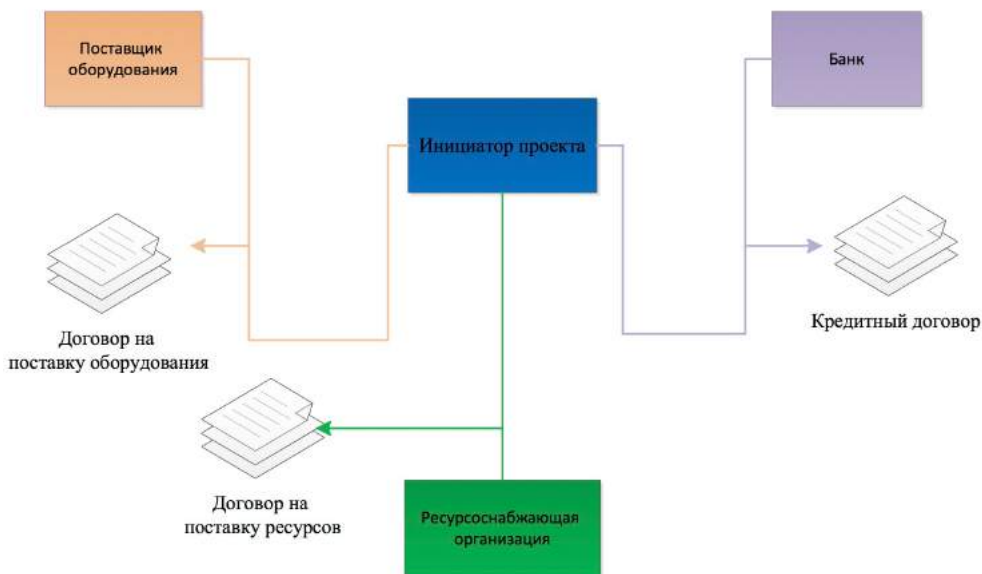 Поставщик
оборудования
Банк
Инициатор проекта
Договор на
поставку оборудования
Кредитный договор
Договор на
поставку ресурсов
Ресурсоснабжающая
организация